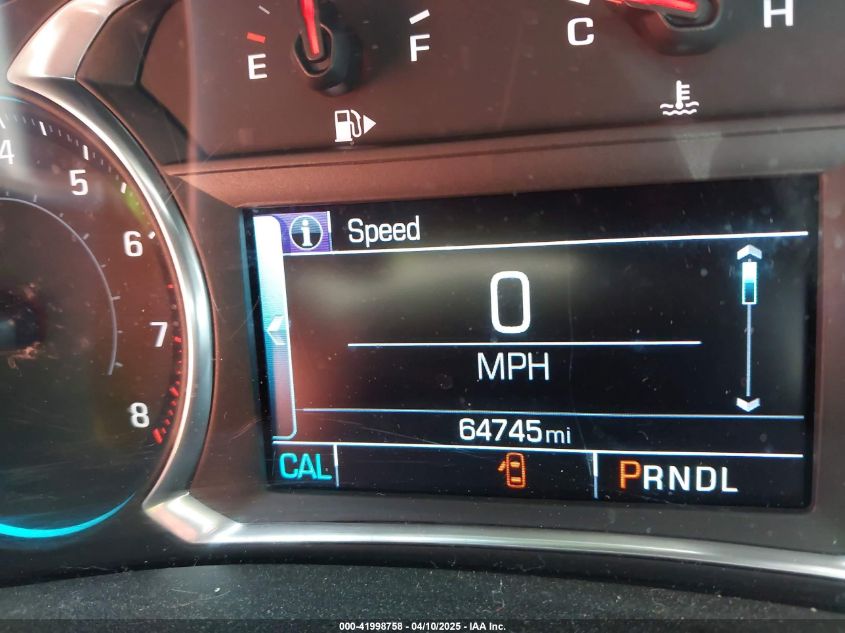 E F C H
4
5
6
7
8
i Speed
0
MPH
64745mi
CAL PRNDL
000-41998758 - 04/10/2025 - IAA Inc.